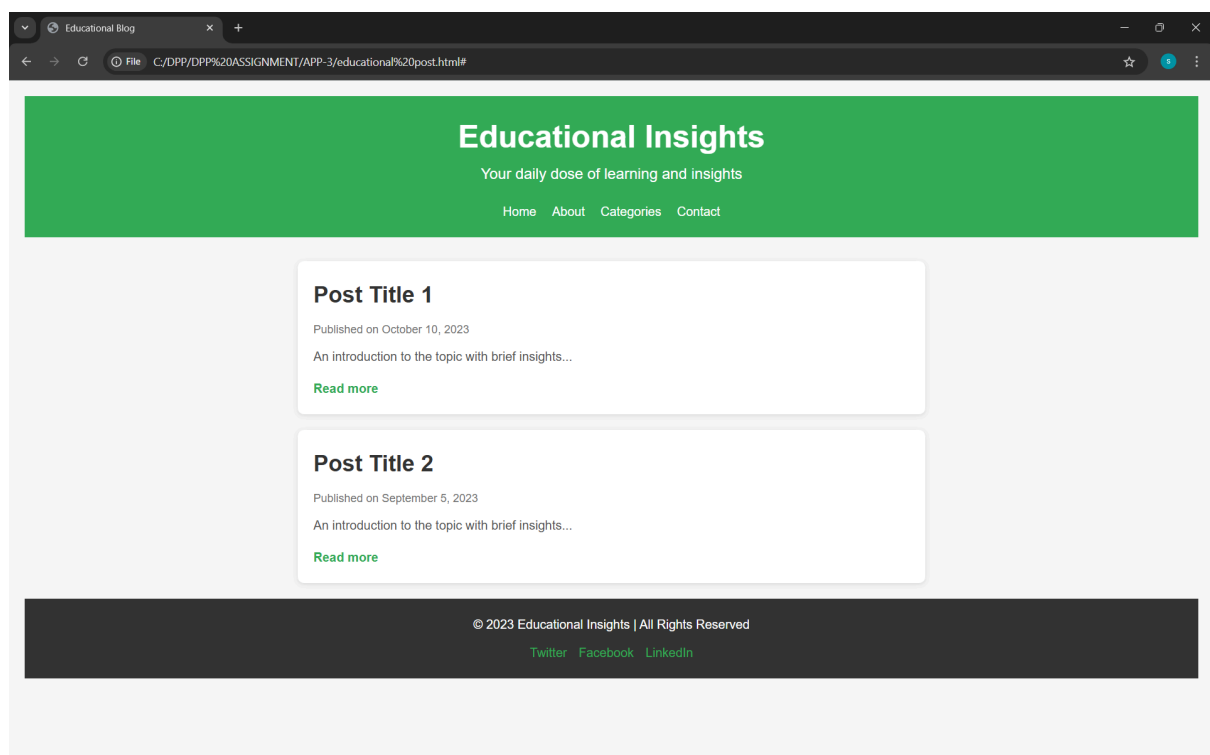 Educational Blog
File C:/DPP/DPP%20ASSIGNMENT/APP-3/educational%20post.html#
S
Educational Insights
Your daily dose of learning and insights
Home About Categories Contact
Post Title 1
Published on October 10, 2023
An introduction to the topic with brief insights...
Read more
Post Title 2
Published on September 5, 2023
An introduction to the topic with brief insights...
Read more
© 2023 Educational Insights | All Rights Reserved
Twitter Facebook LinkedIn